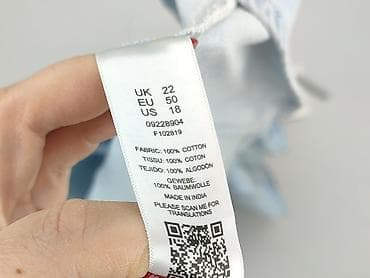 UK 22
EU 50
US 18
09228904
F102819
FABRIC: 100% COTTON
TISSU: 100% COTON
TEJIDO: 100% ALGODÓN
GEWEBE:
100% BAUMWOLLE
MADE IN INDIA
PLEASE SCAN ME FOR
TRANSLATIONS